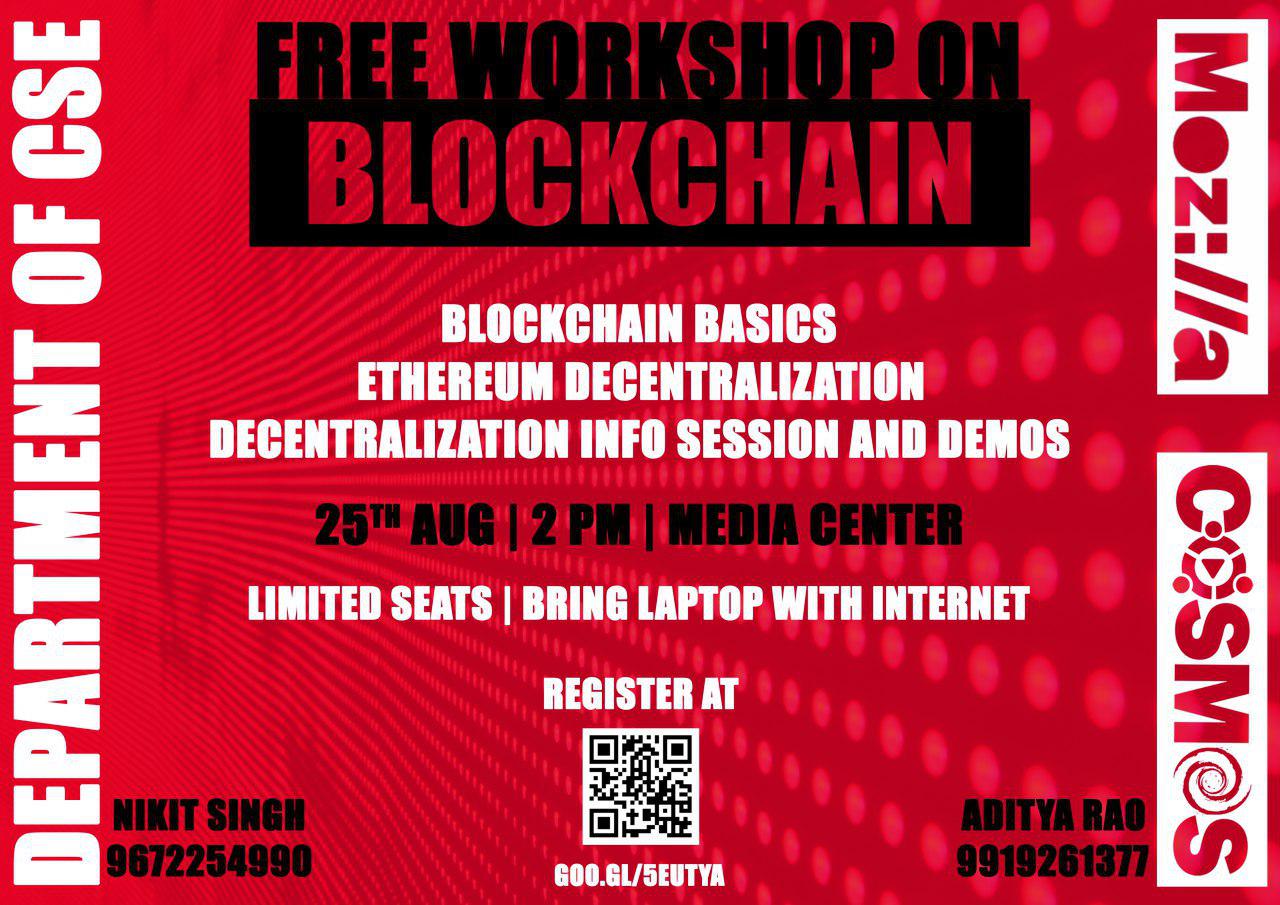 DEPARTMENT OF CSE
FREE WORKSHOP ON
BLOCKCHAIN
BLOCKCHAIN BASICS
ETHEREUM DECENTRALIZATION
DECENTRALIZATION INFO SESSION AND DEMOS
25TH AUG | 2 PM | MEDIA CENTER
LIMITED SEATS | BRING LAPTOP WITH INTERNET
REGISTER AT
GOO.GL/5EUTYA
NIKIT SINGH
9672254990
ADITYA RAO
9919261377
Moz://a
COSMOS